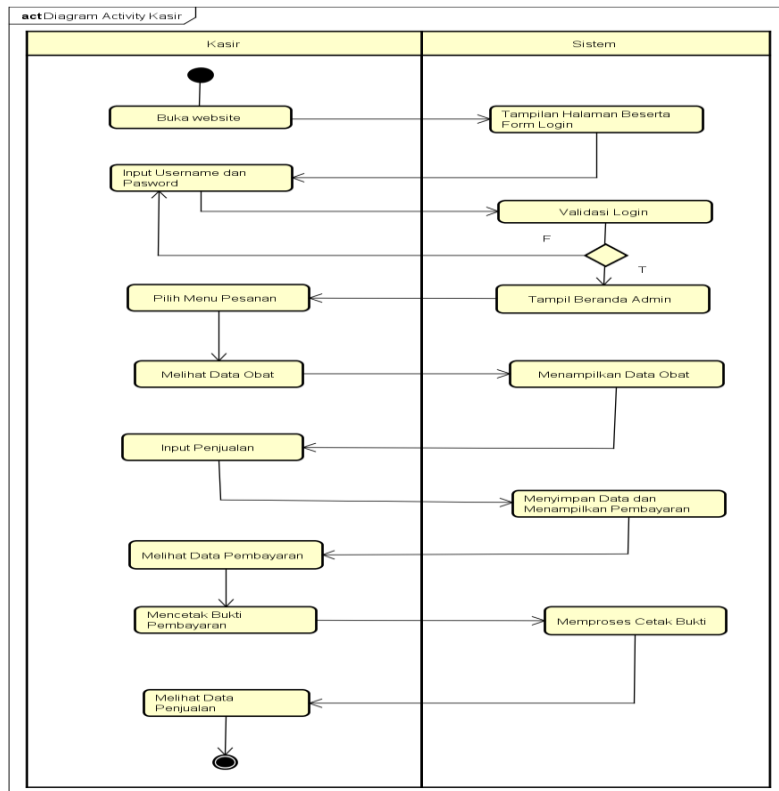 act Diagram Activity Kasir
Kasir
Sistem
Buka website
Tampilan Halaman Beserta
Form Login
Input Username dan
Pasword
Validasi Login
F
T
Pilih Menu Pesanan
Tampil Beranda Admin
Melihat Data Obat
Menampilkan Data Obat
Input Penjualan
Menyimpan Data dan
Menampilkan Pembayaran
Melihat Data Pembayaran
Mencetak Bukti
Pembayaran
Memproses Cetak Bukti
Melihat Data
Penjualan